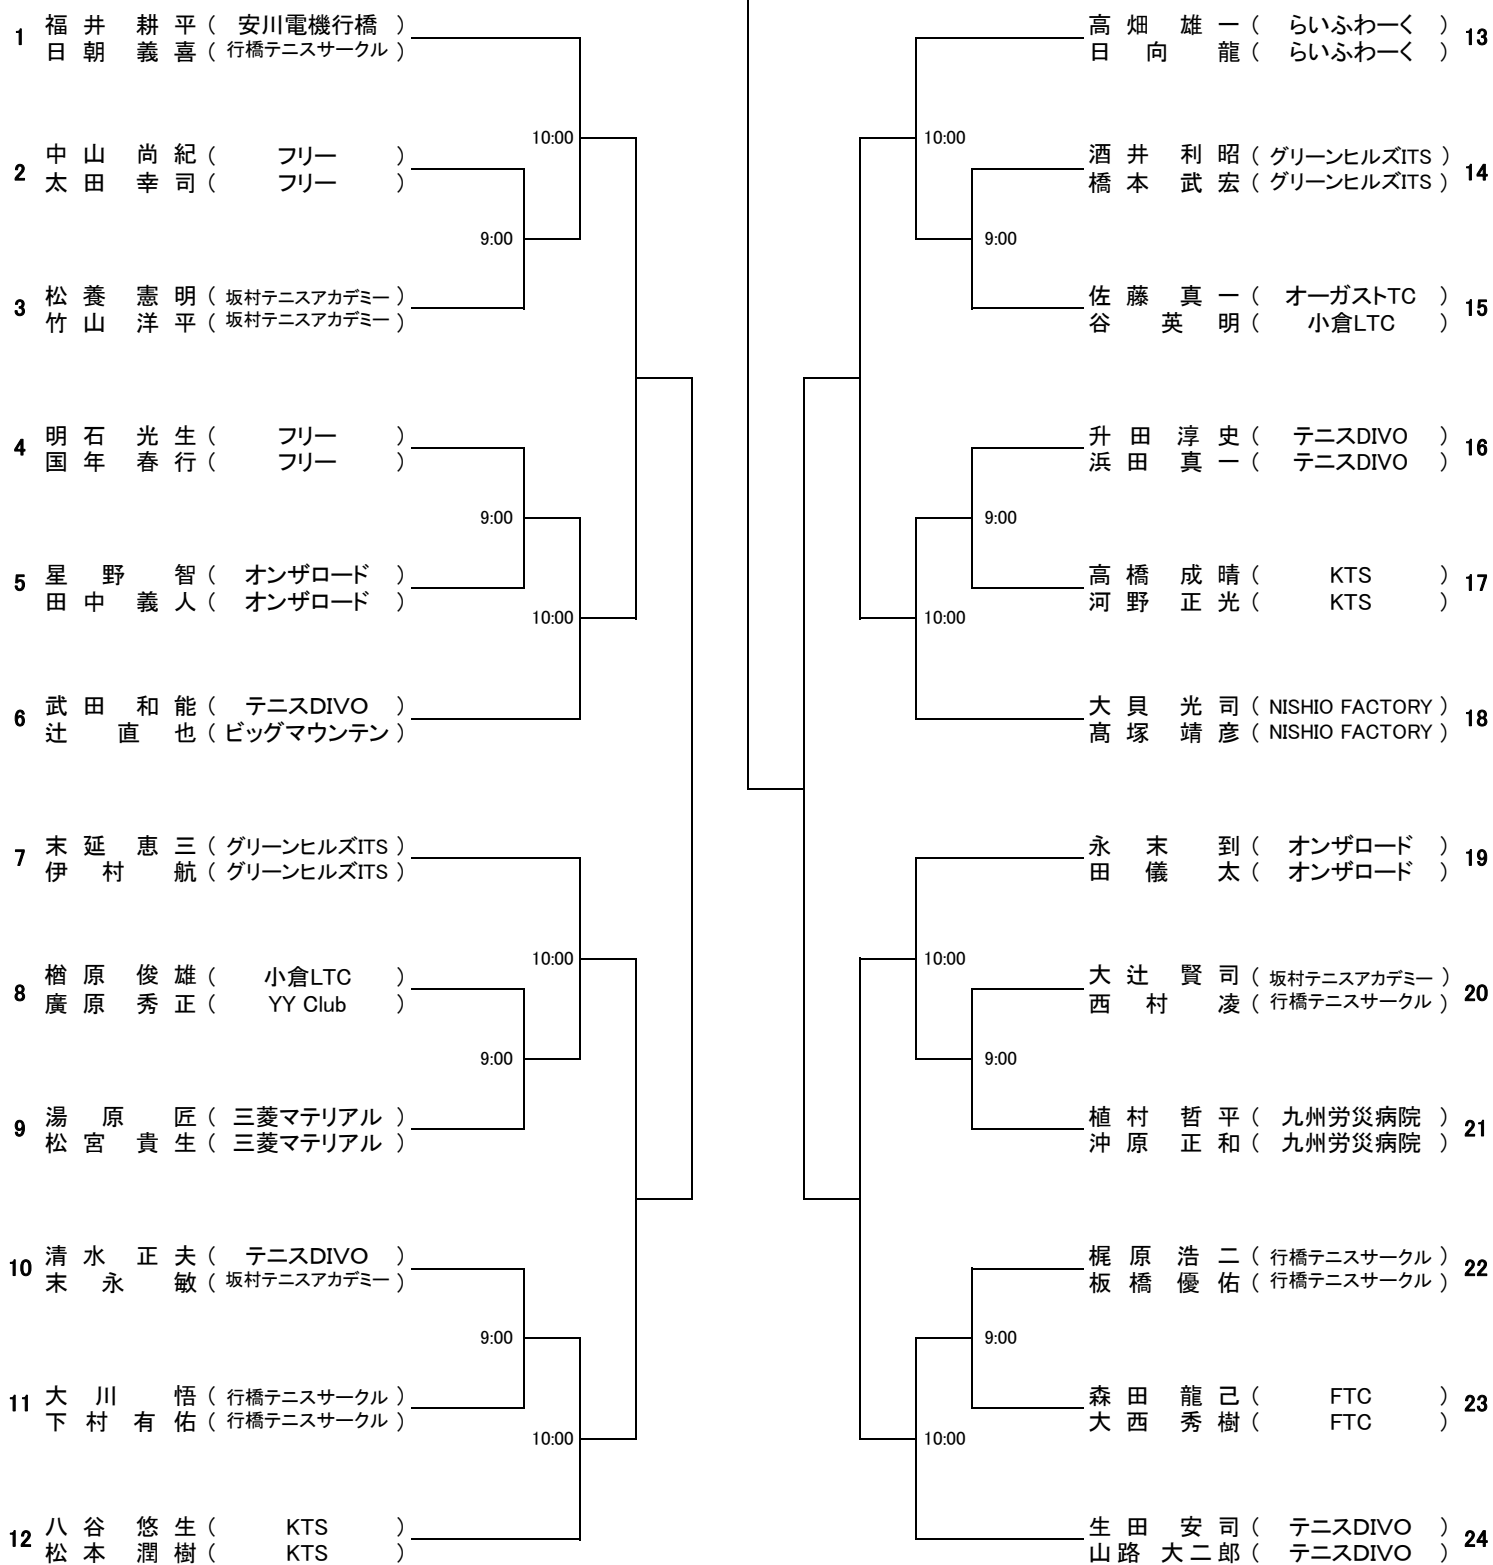 1 福井 耕平 ( 安川電機行橋 )
日朝 義喜 ( 行橋テニスサークル )
10:00
2 中山 尚紀 ( フリー )
太田 幸司 ( フリー )
9:00
3 松養 憲明 ( 坂村テニスアカデミー )
竹山 洋平 ( 坂村テニスアカデミー )
4 明石 光生 ( フリー )
国年 春行 ( フリー )
9:00
5 星野 智 ( オンザロード )
田中 義人 ( オンザロード )
10:00
6 武田 和能 ( テニスDIVO )
辻 直也 ( ビッグマウンテン )
7 末延 恵三 ( グリーンヒルズITS )
伊村 航 ( グリーンヒルズITS )
10:00
8 楢原 俊雄 ( 小倉LTC )
廣原 秀正 ( YY Club )
9:00
9 湯原 匠 ( 三菱マテリアル )
松宮 貴生 ( 三菱マテリアル )
10 清水 正夫 ( テニスDIVO )
末永 敏 ( 坂村テニスアカデミー )
9:00
11 大川 悟 ( 行橋テニスサークル )
下村 有佑 ( 行橋テニスサークル )
10:00
12 八谷 悠生 ( KTS )
松本 潤樹 ( KTS )
高畑 雄一 ( らいふわーく ) 13
日向 龍 ( らいふわーく )
10:00
酒井 利昭 ( グリーンヒルズITS ) 14
橋本 武宏 ( グリーンヒルズITS )
9:00
佐藤 真一 ( オーガストTC ) 15
谷 英明 ( 小倉LTC )
升田 淳史 ( テニスDIVO ) 16
浜田 真一 ( テニスDIVO )
9:00
高橋 成晴 ( KTS ) 17
河野 正光 ( KTS )
10:00
大貝 光司 ( NISHIO FACTORY ) 18
髙塚 靖彦 ( NISHIO FACTORY )
永末 到 ( オンザロード ) 19
田儀 太 ( オンザロード )
10:00
大辻 賢司 ( 坂村テニスアカデミー ) 20
西村 凌 ( 行橋テニスサークル )
9:00
植村 哲平 ( 九州労災病院 ) 21
沖原 正和 ( 九州労災病院 )
梶原 浩二 ( 行橋テニスサークル ) 22
板橋 優佑 ( 行橋テニスサークル )
9:00
森田 龍己 ( FTC ) 23
大西 秀樹 ( FTC )
10:00
生田 安司 ( テニスDIVO ) 24
山路 大二郎 ( テニスDIVO )